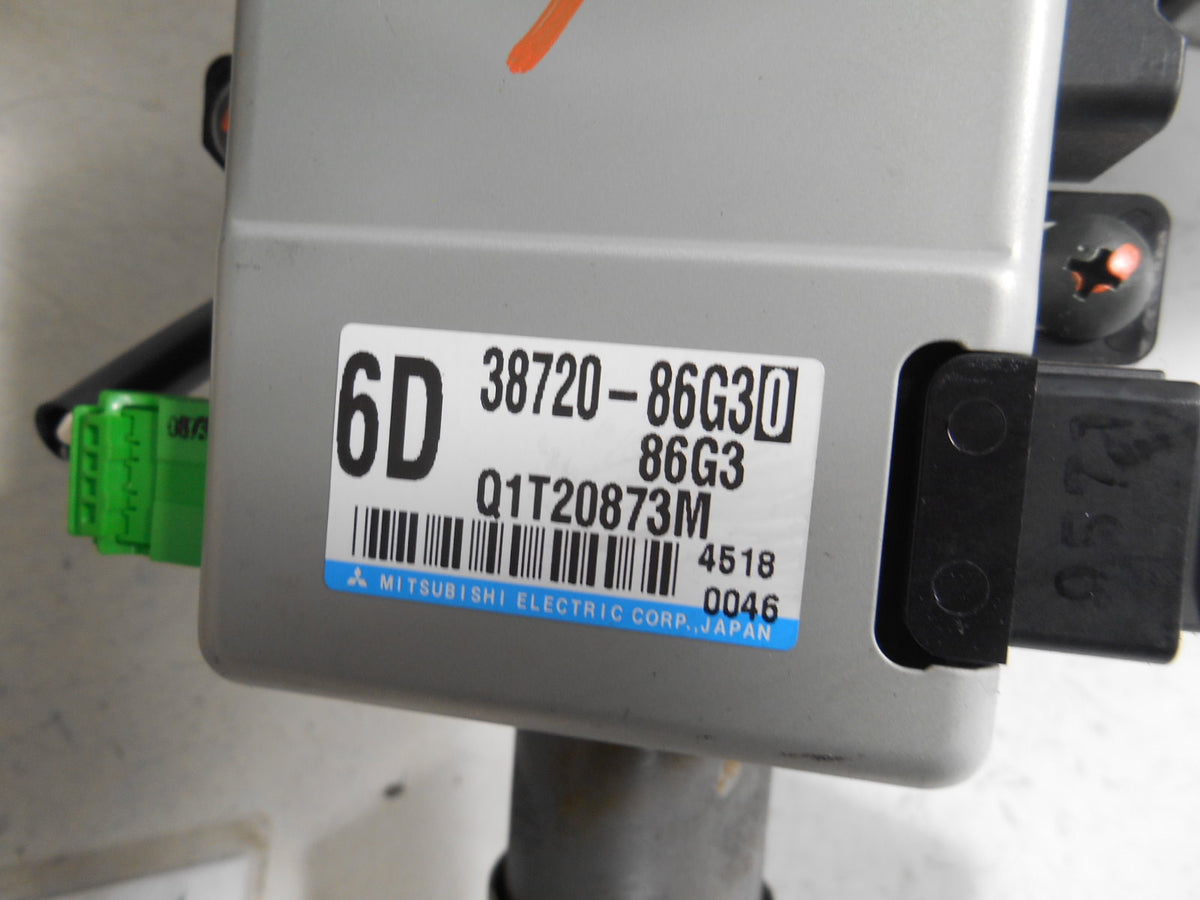 6D
38720-86G30
86G3
Q1T20873M
4518
0046
MITSUBISHI ELECTRIC CORP.,JAPAN